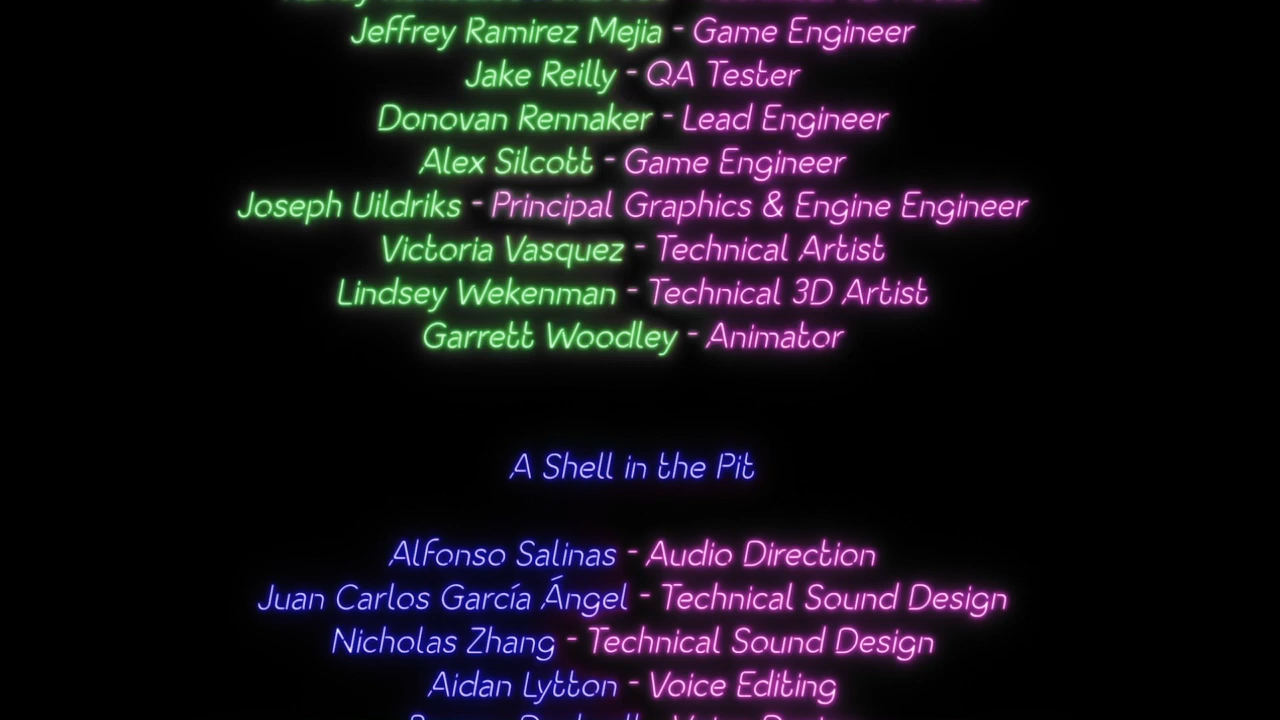 Jeffrey Ramirez Mejia - Game Engineer
Jake Reilly - QA Tester
Donovan Rennaker - Lead Engineer
Alex Silcott - Game Engineer
Joseph Uildriks - Principal Graphics & Engine Engineer
Victoria Vasquez - Technical Artist
Lindsey Wekenman - Technical 3D Artist
Garrett Woodley - Animator
A Shell in the Pit
Alfonso Salinas - Audio Direction
Juan Carlos García Ángel - Technical Sound Design
Nicholas Zhang - Technical Sound Design
Aidan Lytton - Voice Editing